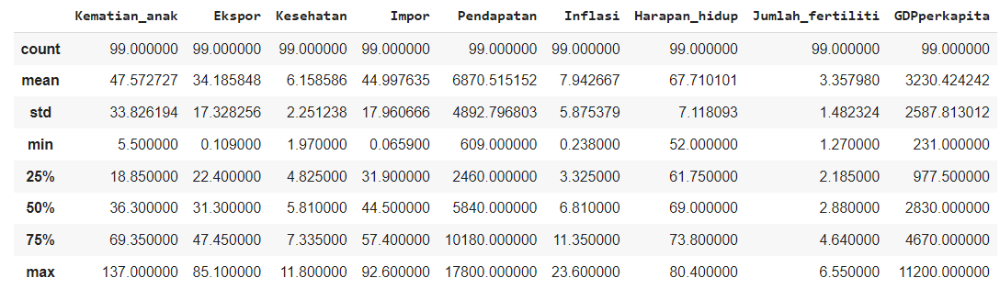 Kematian_anak Ekspor Kesehatan Impor Pendapatan Inflasi Harapan_hidup Jumlah_fertiliti GDPperkapita
count 99.000000 99.000000 99.000000 99.000000 99.000000 99.000000 99.000000 99.000000 99.000000
mean 47.572727 34.185848 6.158586 44.997635 6870.515152 7.942667 67.710101 3.357980 3230.424242
std 33.826194 17.328256 2.251238 17.960666 4892.796803 5.875379 7.118093 1.482324 2587.813012
min 5.500000 0.109000 1.970000 0.065900 609.000000 0.238000 52.000000 1.270000 231.000000
25% 18.850000 22.400000 4.825000 31.900000 2460.000000 3.325000 61.750000 2.185000 977.500000
50% 36.300000 31.300000 5.810000 44.500000 5840.000000 6.810000 69.000000 2.880000 2830.000000
75% 69.350000 47.450000 7.335000 57.400000 10180.000000 11.350000 73.800000 4.640000 4670.000000
max 137.000000 85.100000 11.800000 92.600000 17800.000000 23.600000 80.400000 6.550000 11200.000000